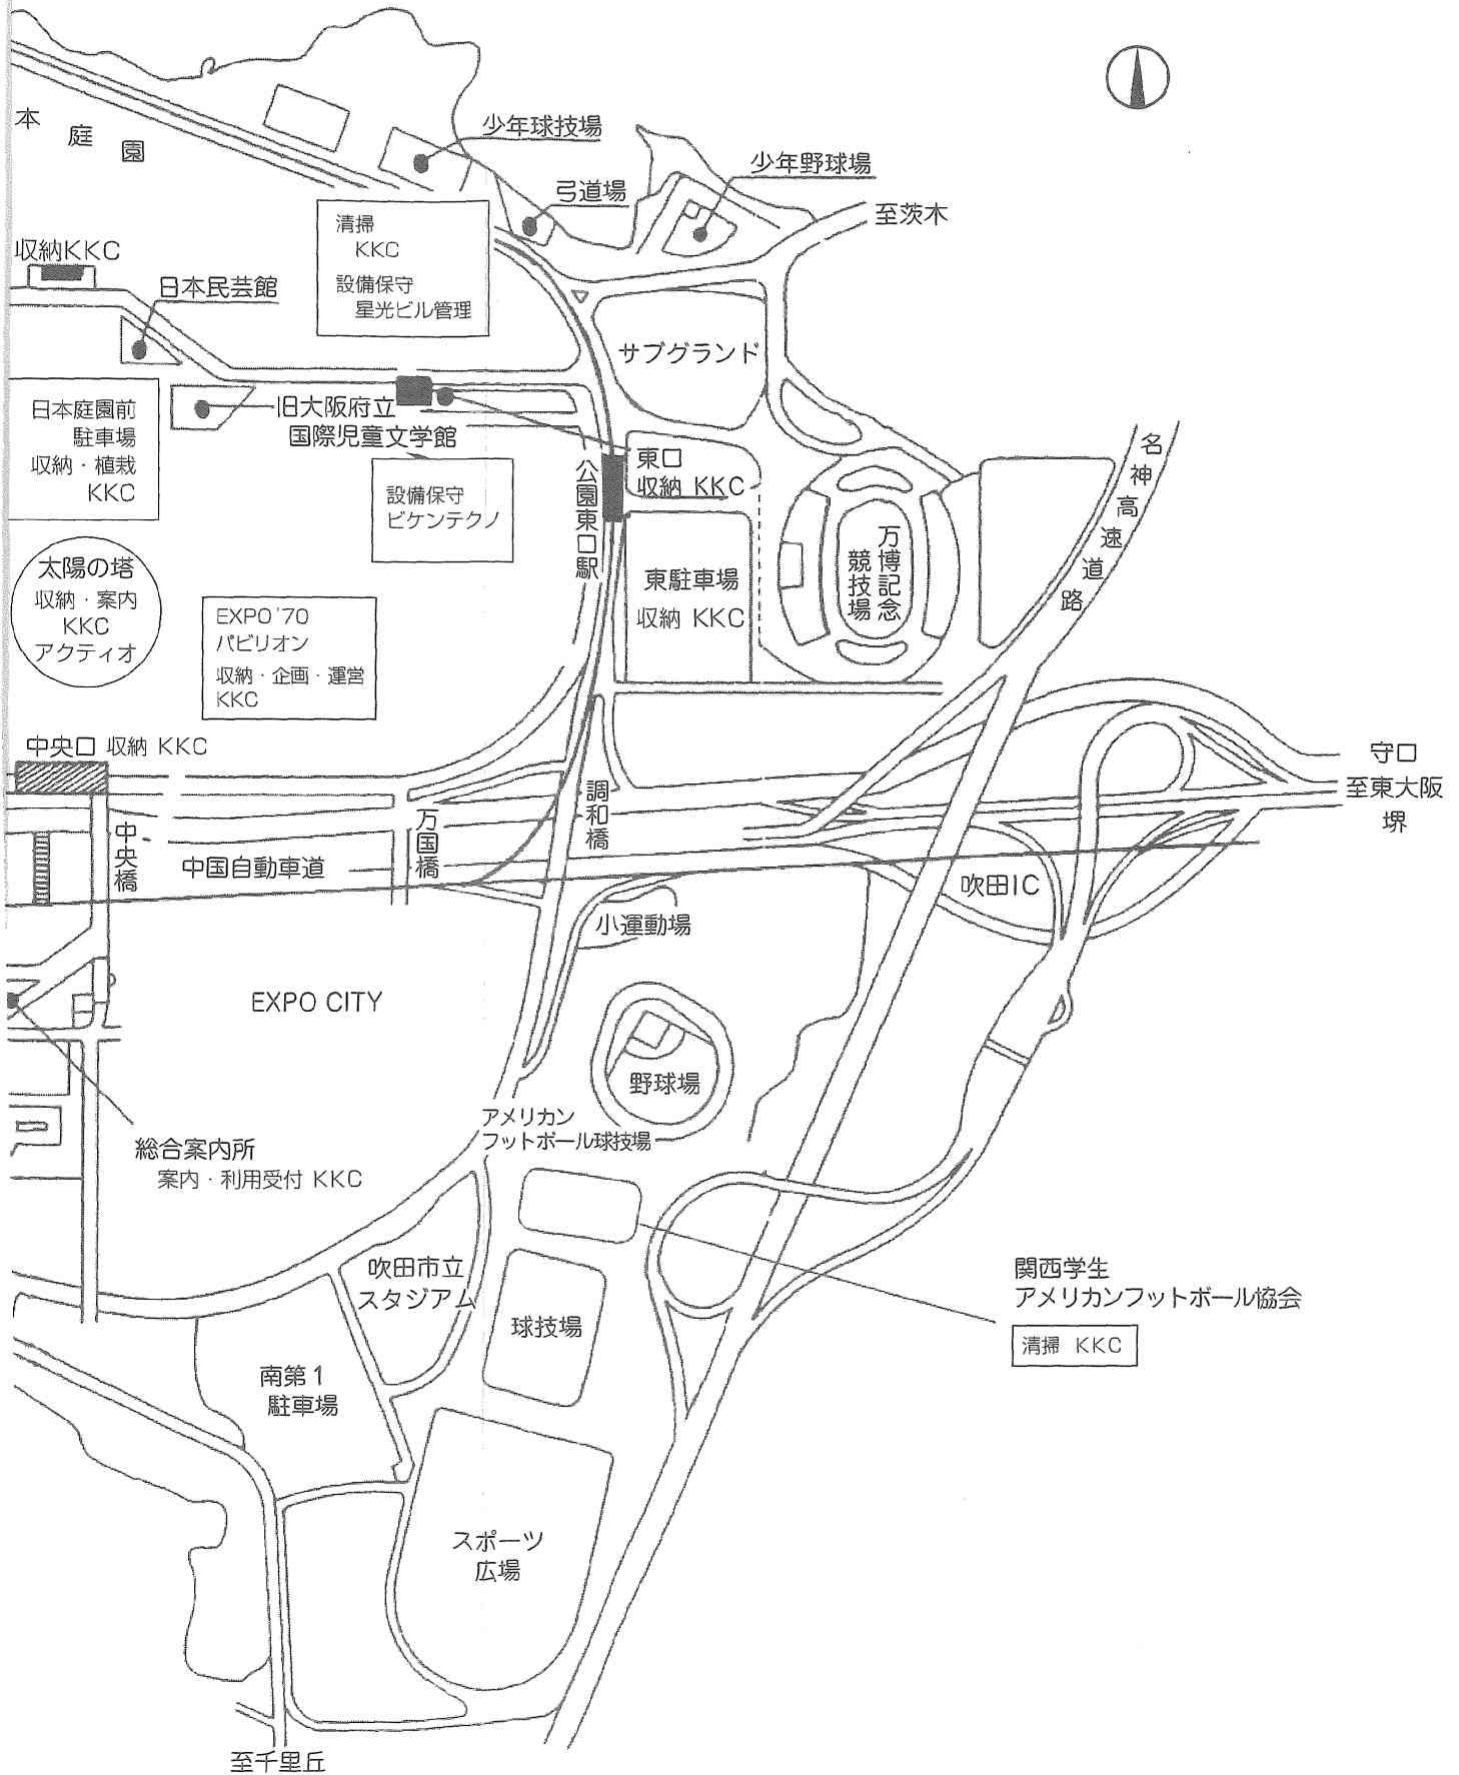 本庭園
少年球技場
少年野球場
弓道場
至茨木
清掃
KKC
設備保守
星光ビル管理
収納KKC
日本民芸館
サブグランド
日本庭園前
駐車場
収納・植栽
KKC
旧大阪府立
国際児童文学館
設備保守
ビケンテクノ
公園東口駅
東口
収納 KKC
名神高速道路
万博記念
競技場
東駐車場
収納 KKC
太陽の塔
収納・案内
KKC
アクティオ
EXPO '70
パビリオン
収納・企画・運営
KKC
中央口 収納 KKC
守口
至東大阪
堺
調和橋
万国橋
中央橋
中国自動車道
吹田IC
小運動場
EXPO CITY
野球場
アメリカン
フットボール球技場
総合案内所
案内・利用受付 KKC
吹田市立
スタジアム
球技場
関西学生
アメリカンフットボール協会
清掃 KKC
南第1
駐車場
スポーツ
広場
至千里丘